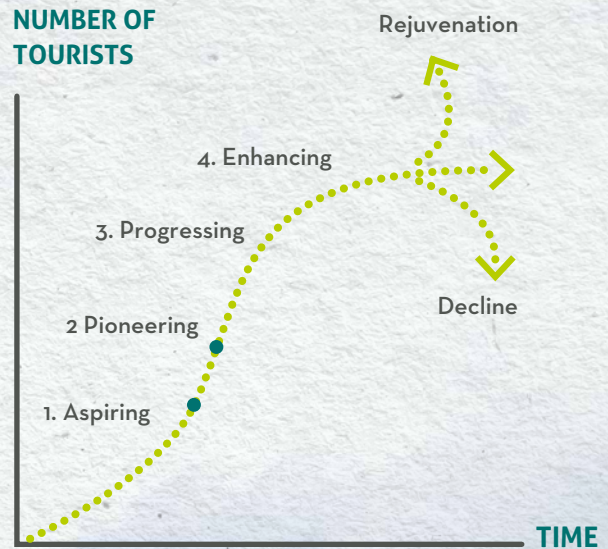 NUMBER OF
TOURISTS
Rejuvenation
4. Enhancing
3. Progressing
Decline
2 Pioneering
1. Aspiring
TIME